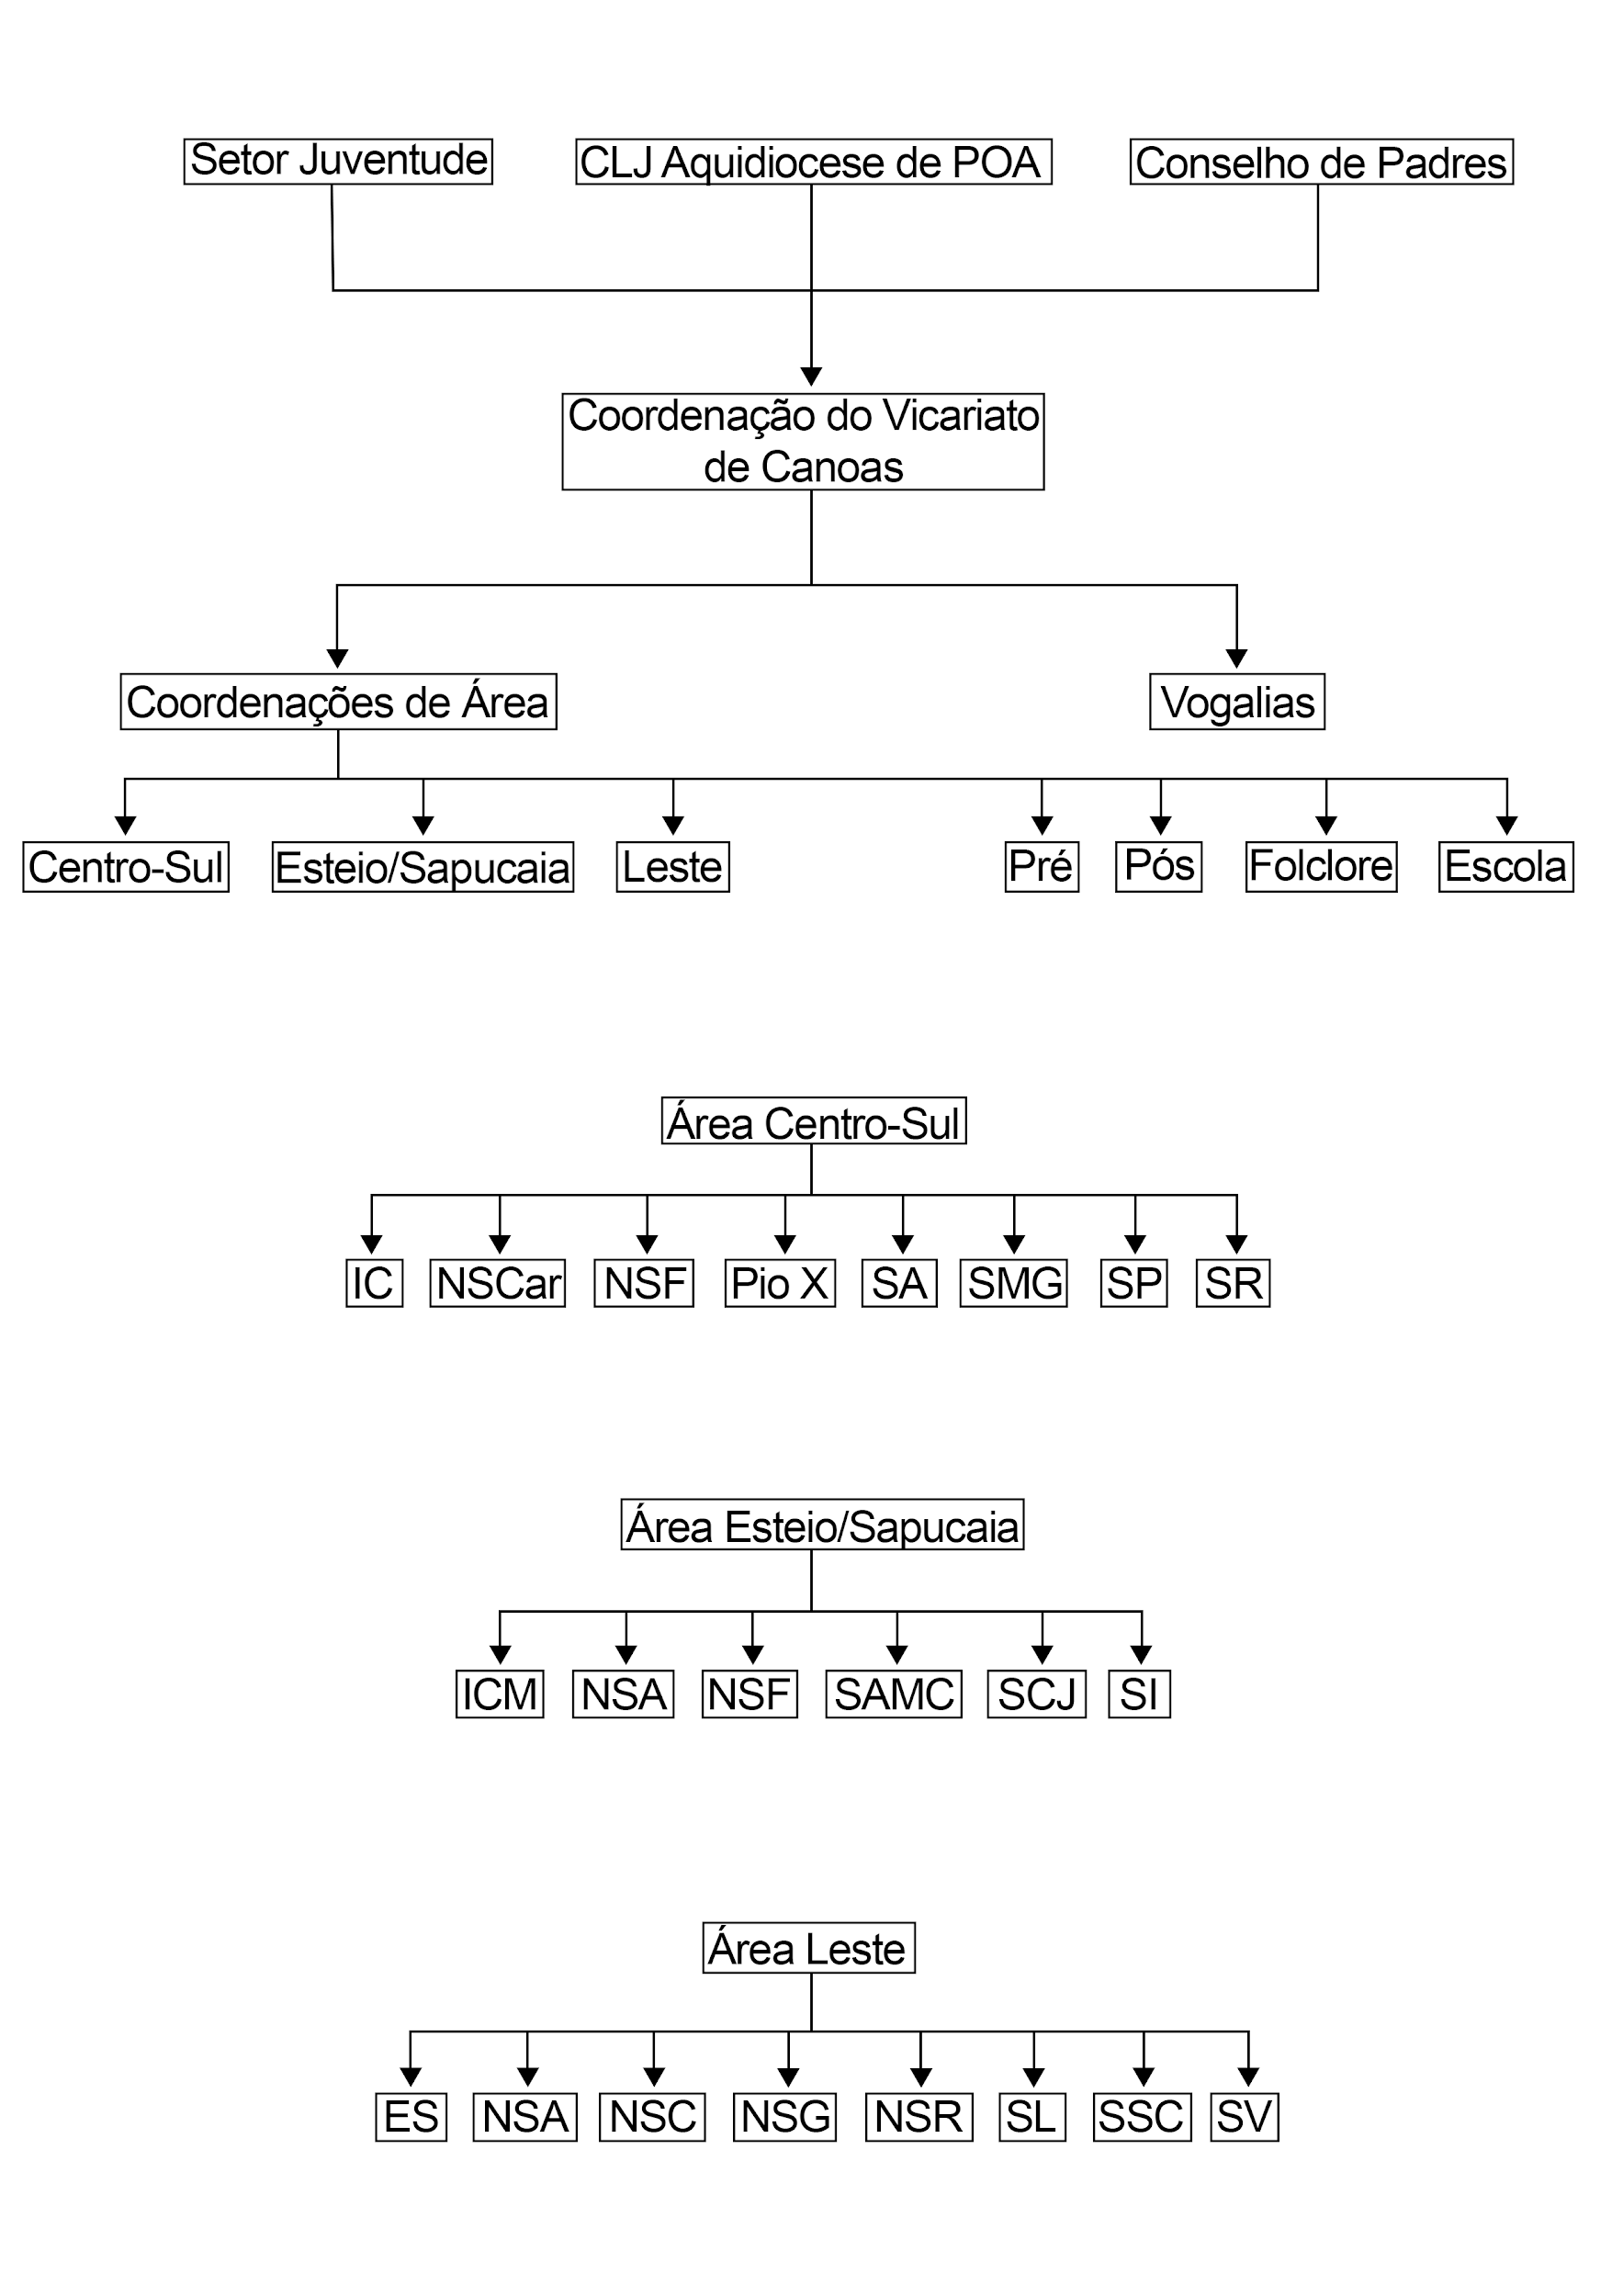 Setor Juventude
CLJ Aquidiocese de POA
Conselho de Padres
Coordenação do Vicariato
de Canoas
Coordenações de Área
Vogalias
Centro-Sul
Esteio/Sapucaia
Leste
Pré
Pós
Folclore
Escola
Área Centro-Sul
IC
NSCar
NSF
Pio X
SA
SMG
SP
SR
Área Esteio/Sapucaia
ICM
NSA
NSF
SAMC
SCJ
SI
Área Leste
ES
NSA
NSC
NSG
NSR
SL
SSC
SV